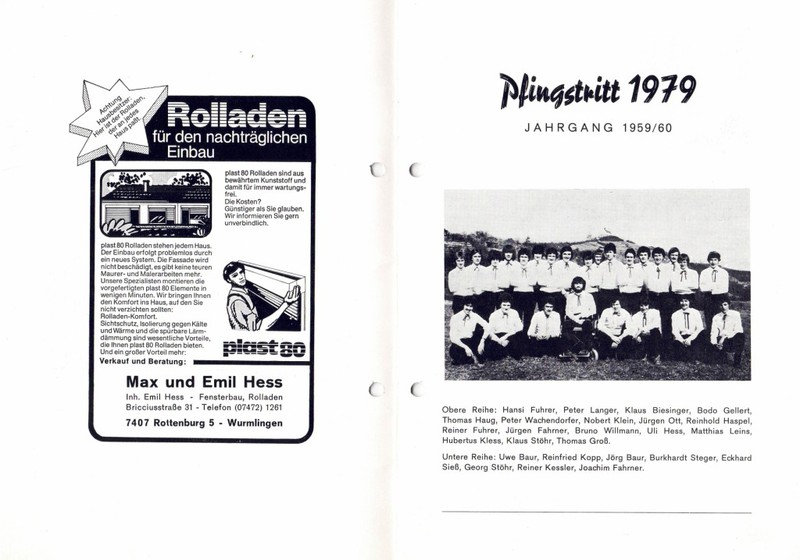 Achtung
Hausbesitzer:
Hier ist der Rolladen,
der an jedes
Haus paßt.
Rolladen
für den nachträglichen
Einbau
plast 80 Rolladen sind aus
bewährtem Kunststoff und
damit für immer wartungs-
frei.
Die Kosten?
Günstiger als Sie glauben.
Wir informieren Sie gern
unverbindlich.
plast 80 Rolladen stehen jedem Haus.
Der Einbau erfolgt problemlos durch
ein neues System. Die Fassade wird
nicht beschädigt, es gibt keine teuren
Maurer- und Malerarbeiten mehr.
Unsere Spezialisten montieren die
vorgefertigten plast 80 Elemente in
wenigen Minuten. Wir bringen Ihnen
den Komfort ins Haus, auf den Sie
nicht verzichten sollten:
Rolladen-Komfort.
Sichtschutz, Isolierung gegen Kälte
und Wärme und die spürbare Lärm-
dämmung sind wesentliche Vorteile,
die Ihnen plast 80 Rolladen bieten.
Und ein großer Vorteil mehr:
plast 80
Verkauf und Beratung:
Max und Emil Hess
Inh. Emil Hess - Fensterbau, Rolladen
Bricciusstraße 31 - Telefon (07472) 1261
7407 Rottenburg 5 - Wurmlingen
Pfingstritt 1979
JAHRGANG 1959/60
Obere Reihe: Hansi Fuhrer, Peter Langer, Klaus Biesinger, Bodo Gellert,
Thomas Haug, Peter Wachendorfer, Nobert Klein, Jürgen Ott, Reinhold Haspel,
Reiner Fuhrer, Jürgen Fahrner, Bruno Willmann, Uli Hess, Matthias Leins,
Hubertus Kless, Klaus Stöhr, Thomas Groß.
Untere Reihe: Uwe Baur, Reinfried Kopp, Jörg Baur, Burkhardt Steger, Eckhard
Sieß, Georg Stöhr, Reiner Kessler, Joachim Fahrner.